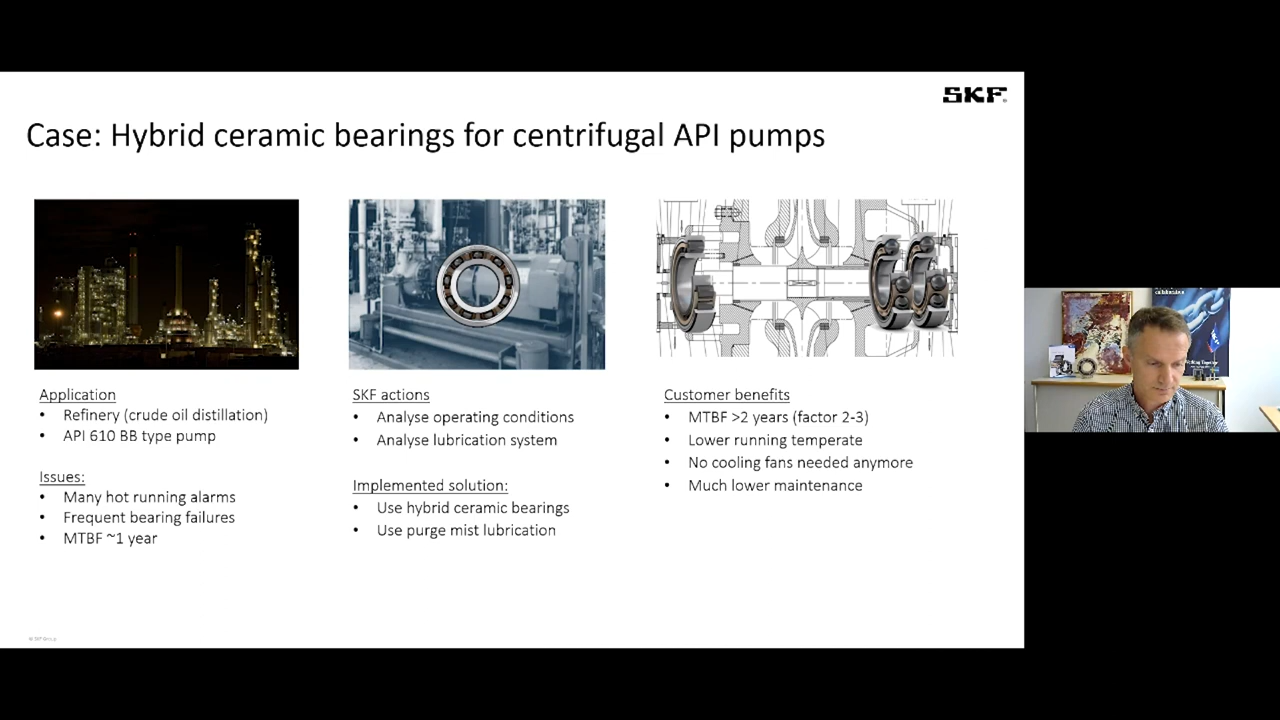 SKF
Case: Hybrid ceramic bearings for centrifugal API pumps
Application
• Refinery (crude oil distillation)
• API 610 BB type pump
Issues:
• Many hot running alarms
• Frequent bearing failures
• MTBF ~1 year
SKF actions
• Analyse operating conditions
• Analyse lubrication system
Implemented solution:
• Use hybrid ceramic bearings
• Use purge mist lubrication
Customer benefits
• MTBF >2 years (factor 2-3)
• Lower running temperate
• No cooling fans needed anymore
• Much lower maintenance
© SKF Group
collaborative